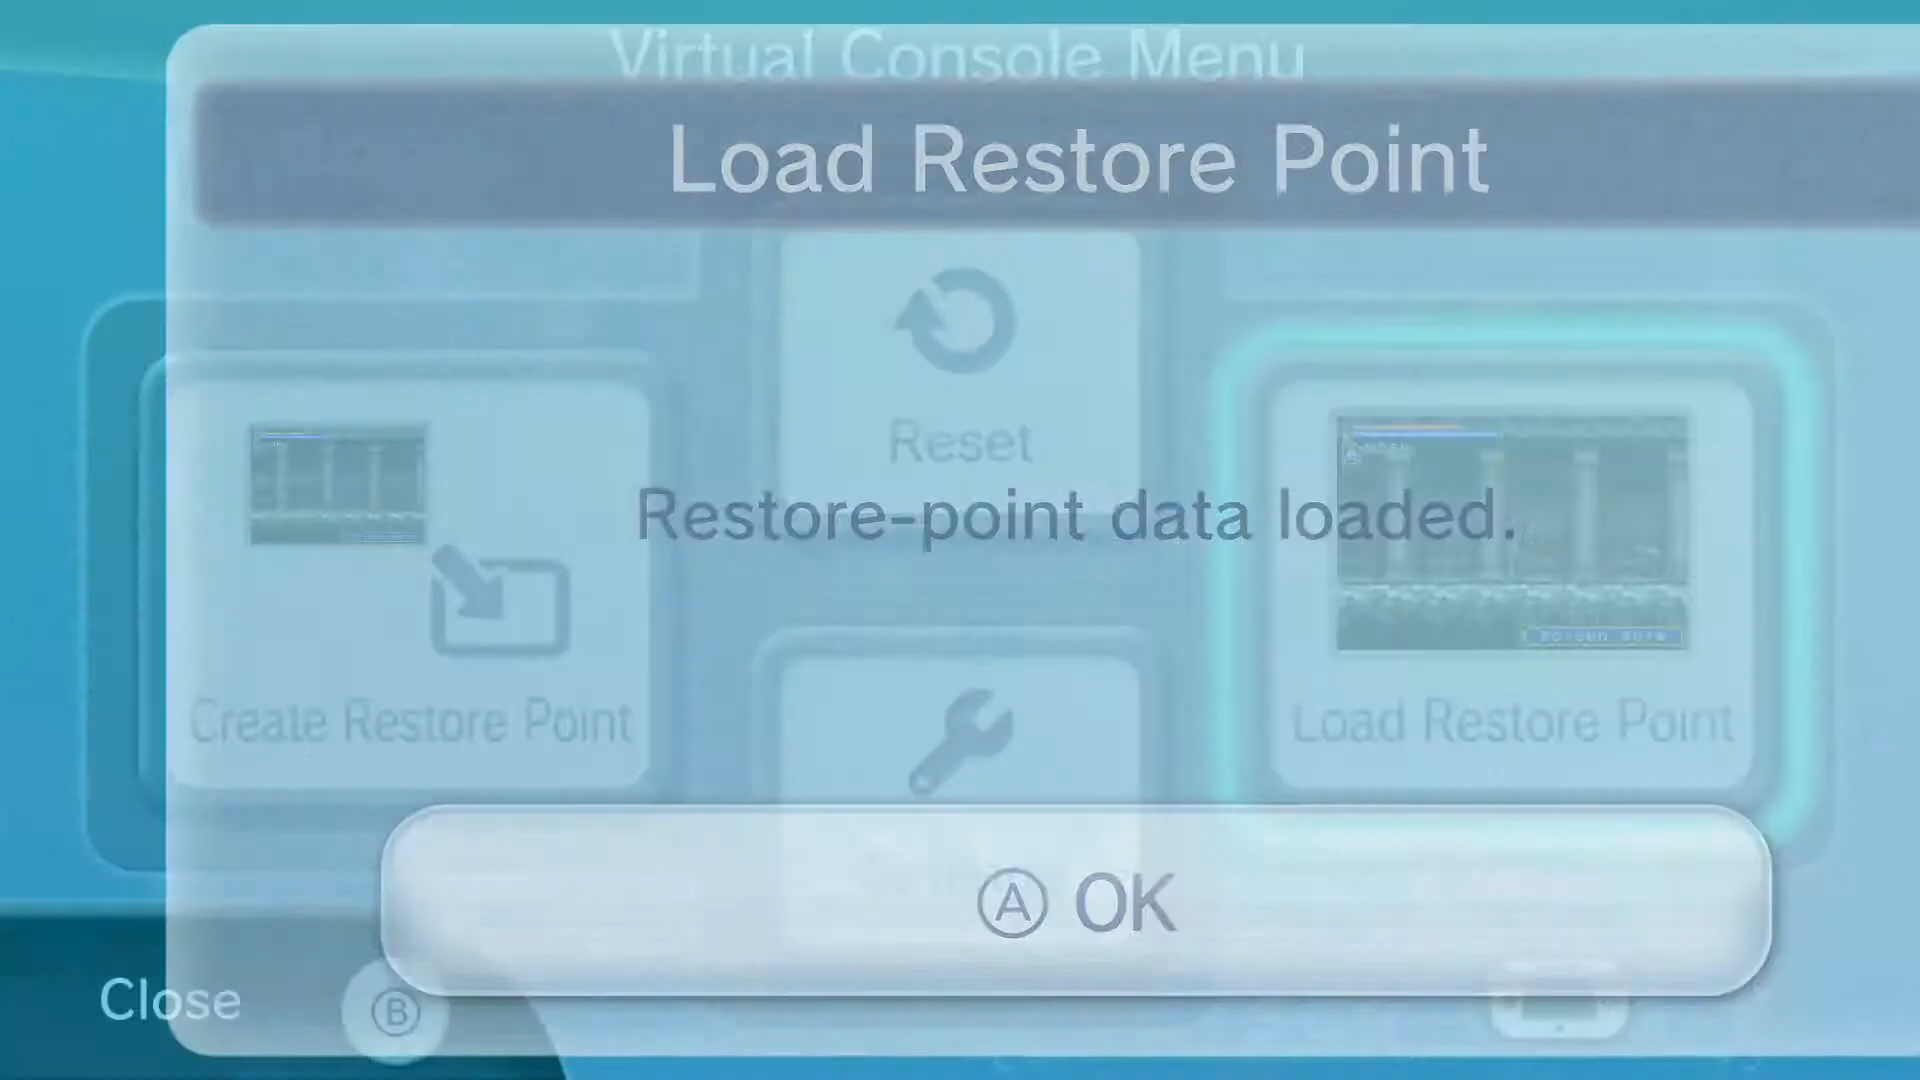 Virtual Console Menu
Load Restore Point
Reset
Restore-point data loaded.
Create Restore Point
Load Restore Point
A OK
Close
B